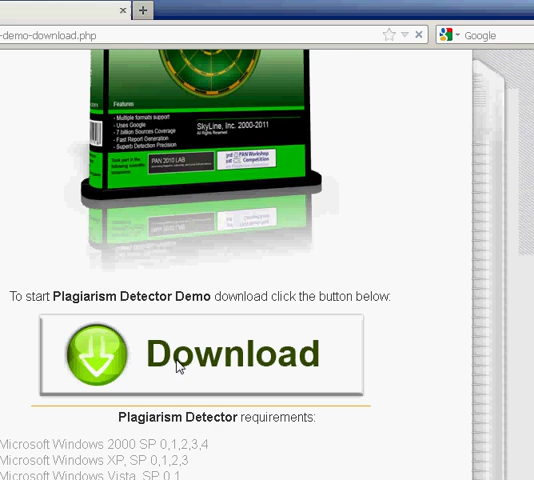 -demo-download.php
Google
Features
- Multiple formats support
- Uses Google
- 7 billion Sources Coverage
- Fast Report Generation
- Superb Detection Precision
SkyLine, Inc. 2000-2011
All Rights Reserved
PAN 2010 LAB
PAN Workshop
Competition
To start Plagiarism Detector Demo download click the button below:
Download
Plagiarism Detector requirements:
Microsoft Windows 2000 SP 0,1,2,3,4
Microsoft Windows XP, SP 0,1,2,3
Microsoft Windows Vista, SP 0,1